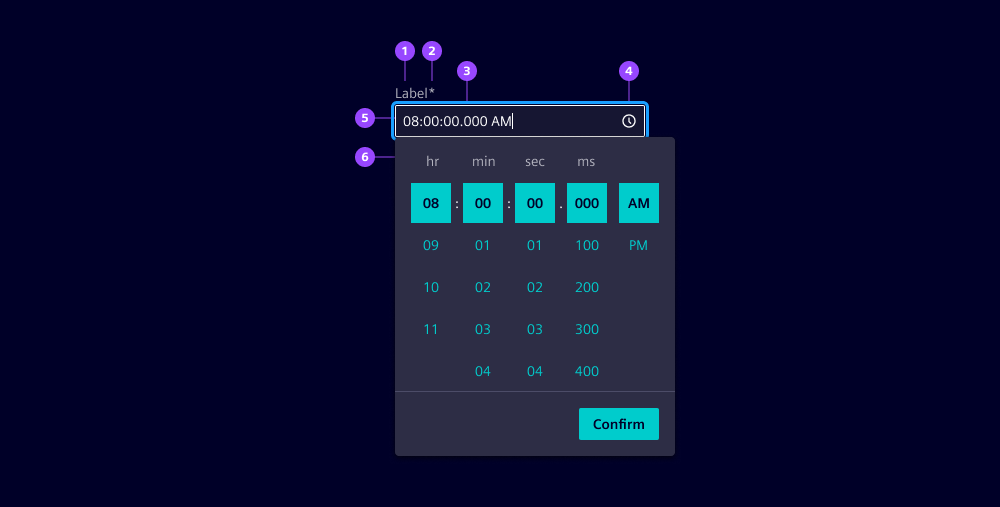 1 2
3 4
Label*
5 08:00:00.000 AM
6
hr min sec ms
08 : 00 : 00 . 000 AM
09 01 01 100 PM
10 02 02 200
11 03 03 300
04 04 400
Confirm